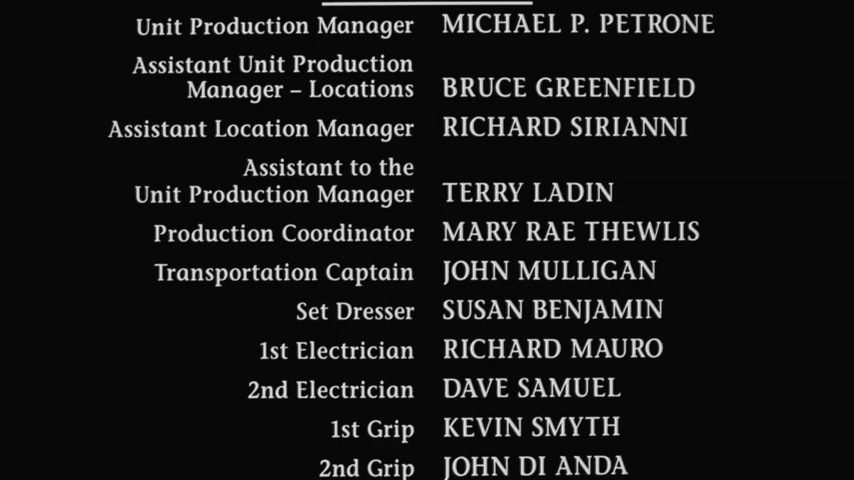 Unit Production Manager MICHAEL P. PETRONE
Assistant Unit Production
Manager – Locations BRUCE GREENFIELD
Assistant Location Manager RICHARD SIRIANNI
Assistant to the
Unit Production Manager TERRY LADIN
Production Coordinator MARY RAE THEWLIS
Transportation Captain JOHN MULLIGAN
Set Dresser SUSAN BENJAMIN
1st Electrician RICHARD MAURO
2nd Electrician DAVE SAMUEL
1st Grip KEVIN SMYTH
2nd Grip JOHN DI ANDA